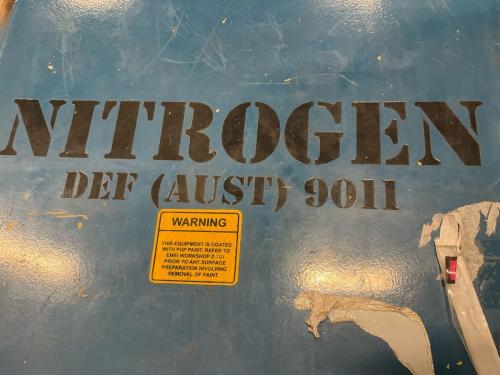 NITROGEN
DEF (AUST) 9011
WARNING
THIS EQUIPMENT IS COATED
WITH PUP PAINT. REFER TO
EMEI WORKSHOP D
PRIOR TO ANY SURFACE
PREPARATION INVOLVING
REMOVAL OF PAINT